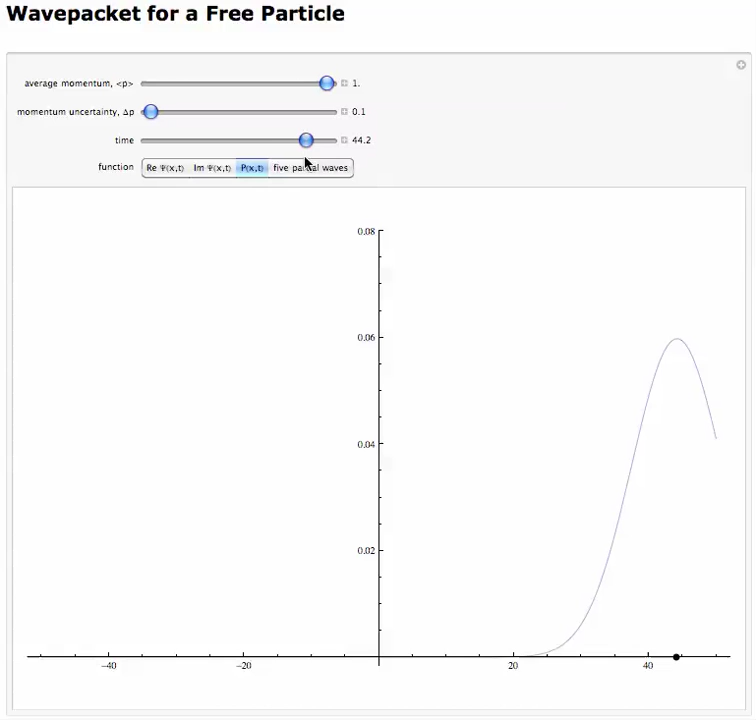 Wavepacket for a Free Particle
average momentum, <p> 1.
momentum uncertainty, Δp 0.1
time 44.2
function Re Ψ(x,t) Im Ψ(x,t) P(x,t) five partial waves
0.08
0.06
0.04
0.02
−40 −20 20 40